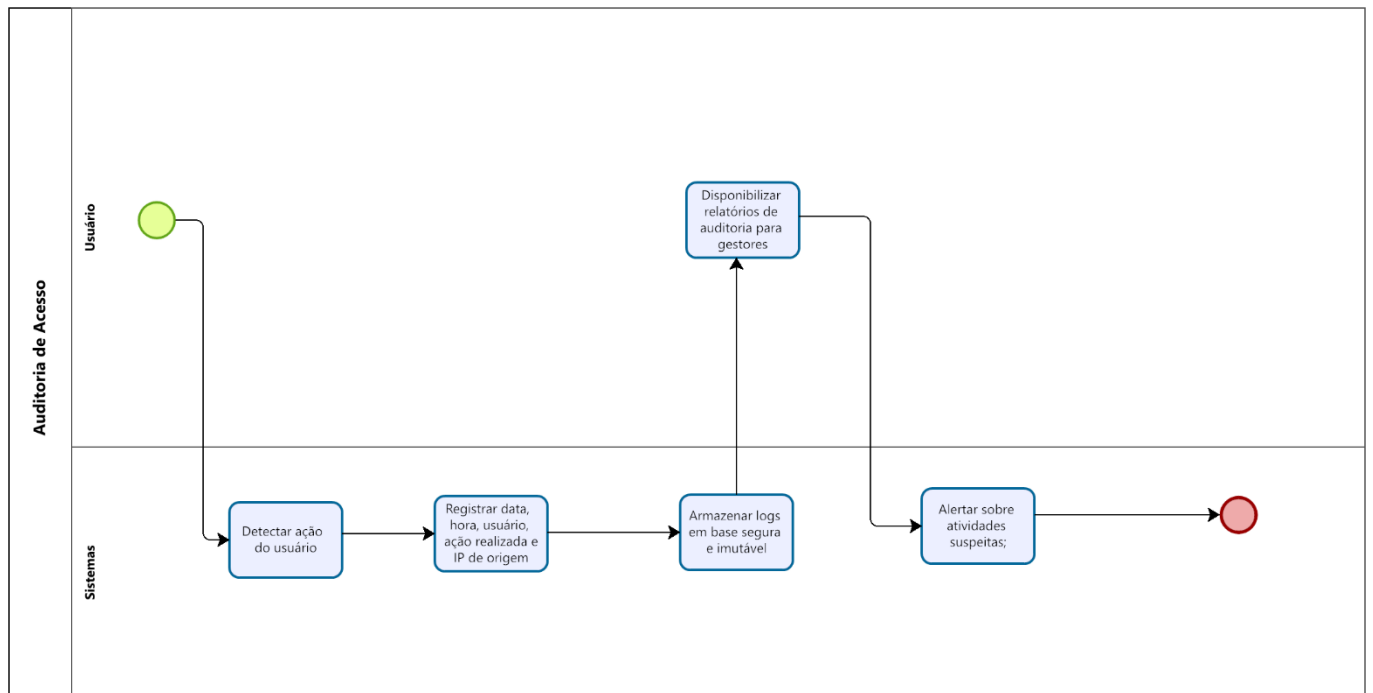 Auditoria de Acesso
Usuário
Disponibilizar
relatórios de
auditoria para
gestores
Sistemas
Detectar ação
do usuário
Registrar data,
hora, usuário,
ação realizada e
IP de origem
Armazenar logs
em base segura
e imutável
Alertar sobre
atividades
suspeitas;